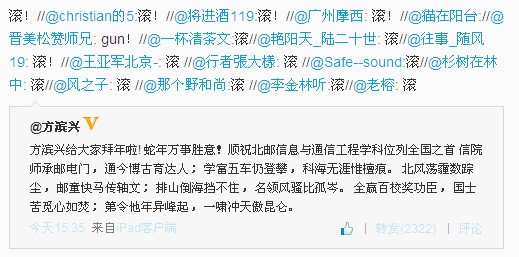 滚！//@christian的5:滚！//@将进酒119:滚！//@广州摩西: 滚！//@猫在阳台://@
晋美松赞师兄: gun！//@一杯清茶文:滚//@艳阳天_陆二十世: 滚//@往事_随风
19: 滚！//@王亚军北京-: 滚 //@行者張大樣: 滚//@Safe--sound:滚//@杉树在林
中: 滚//@风之子: 滚 //@那个野和尚:滚//@李金林听:滚//@老榕: 滚
@方滨兴
方滨兴给大家拜年啦! 蛇年万事胜意！顺祝北邮信息与通信工程学科位列全国之首 信院
师承邮电门，通今博古育达人；学富五车仍登攀，科海无涯惟檀痕。北风荡霾数踪
尘，邮童快马传轴文；排山倒海挡不住，名领风骚比孤岑。全赢百校奖功臣，国士
苦觅心如焚；第令他年异峰起，一啸冲天傲昆仑。
今天15:35 来自iPad客户端
转发(2322) | 评论